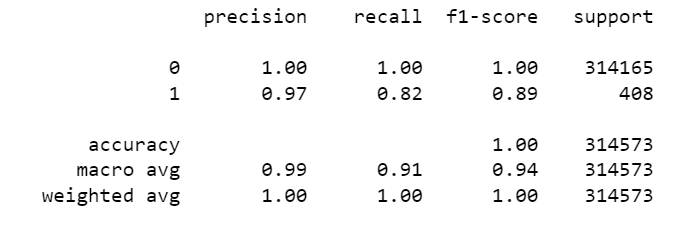 precision recall f1-score support
0 1.00 1.00 1.00 314165
1 0.97 0.82 0.89 408
accuracy 1.00 314573
macro avg 0.99 0.91 0.94 314573
weighted avg 1.00 1.00 1.00 314573